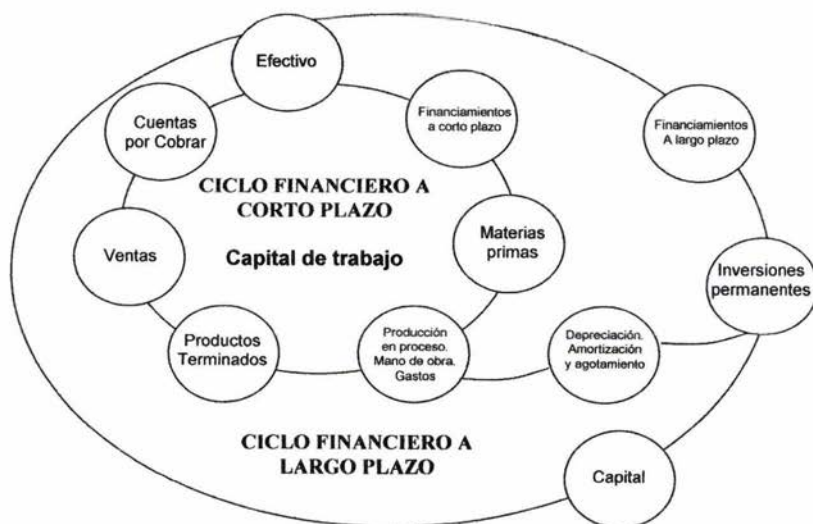 Efectivo
Cuentas
por Cobrar
Financiamientos
a corto plazo
Financiamientos
A largo plazo
CICLO FINANCIERO A
CORTO PLAZO
Ventas
Capital de trabajo
Materias
primas
Inversiones
permanentes
Productos
Terminados
Producción
en proceso.
Mano de obra.
Gastos
Depreciación.
Amortización
y agotamiento
CICLO FINANCIERO A
LARGO PLAZO
Capital